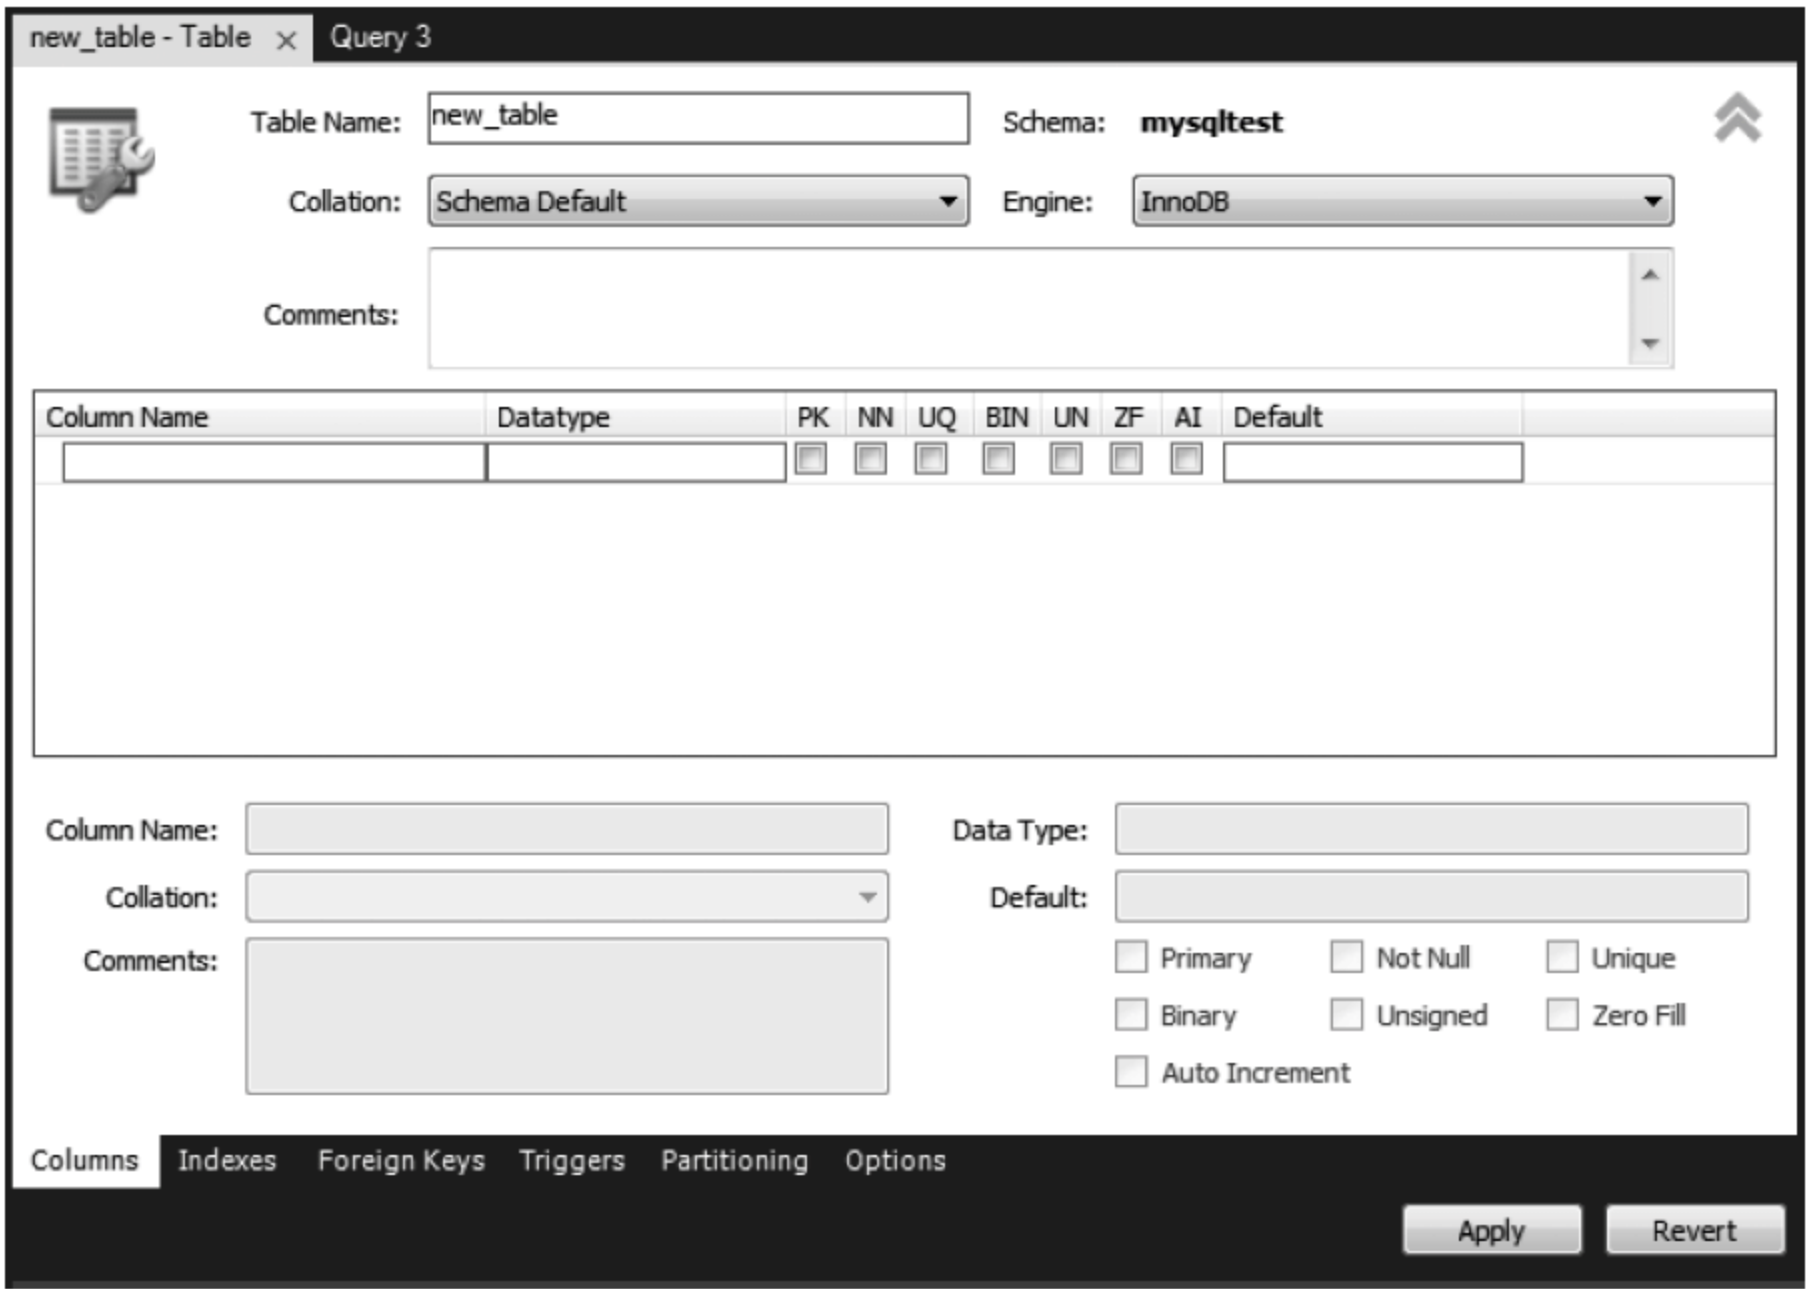 new_table - Table Query 3
Table Name: new_table Schema: mysqltest
Collation: Schema Default Engine: InnoDB
Comments:
Column Name Datatype PK NN UQ BIN UN ZF AI Default
Column Name: Data Type:
Collation: Default:
Comments: Primary Not Null Unique
Binary Unsigned Zero Fill
Auto Increment
Columns Indexes Foreign Keys Triggers Partitioning Options
Apply Revert